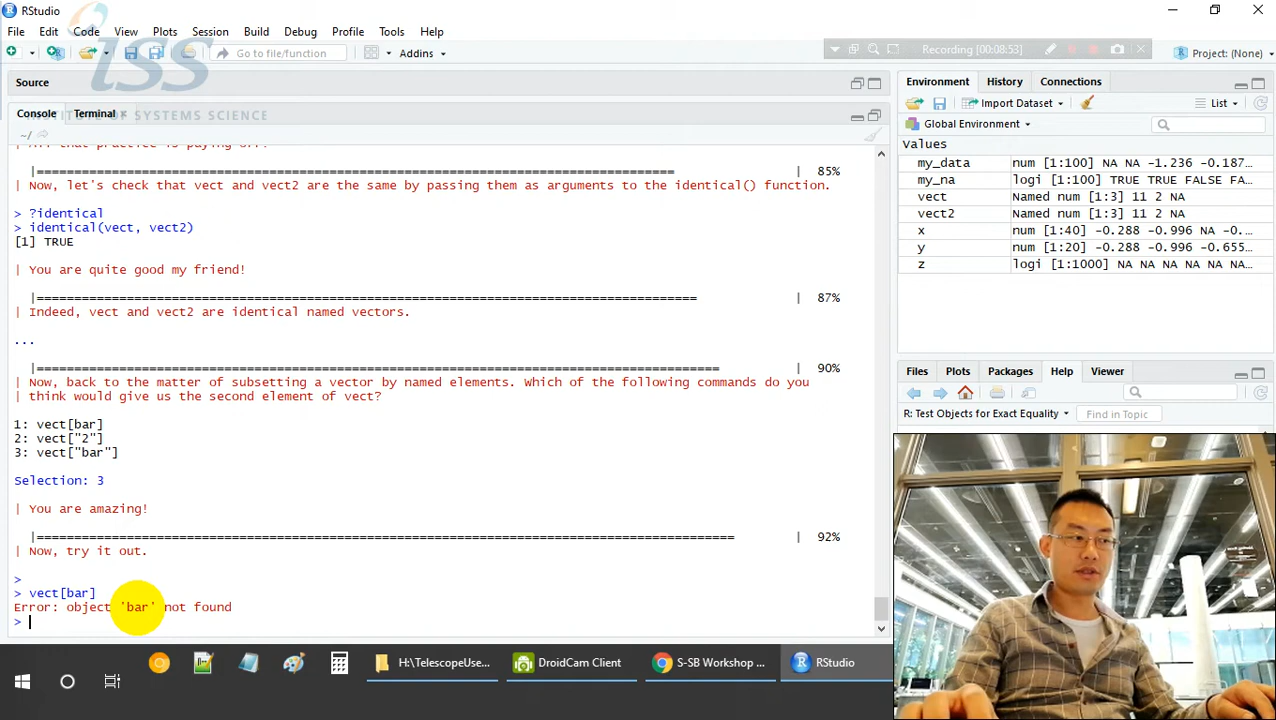 RStudio
File Edit Code View Plots Session Build Debug Profile Tools Help
Go to file/function
Addins
Recording [00:08:53]
Project: (None)
iss
INSTITUTE OF SYSTEMS SCIENCE
Source
Console Terminal
~/
| All that practice is paying off!
|===================================================================================== | 85%
| Now, let's check that vect and vect2 are the same by passing them as arguments to the identical() function.
> ?identical
> identical(vect, vect2)
[1] TRUE
| You are quite good my friend!
|======================================================================================== | 87%
| Indeed, vect and vect2 are identical named vectors.
...
|=========================================================================================== | 90%
| Now, back to the matter of subsetting a vector by named elements. Which of the following commands do you
| think would give us the second element of vect?
1: vect[bar]
2: vect["2"]
3: vect["bar"]
Selection: 3
| You are amazing!
|============================================================================================= | 92%
| Now, try it out.
>
> vect[bar]
Error: object 'bar' not found
>
Environment History Connections
Import Dataset
List
Global Environment
Values
my_data num [1:100] NA NA -1.236 -0.187…
my_na logi [1:100] TRUE TRUE FALSE FA…
vect Named num [1:3] 11 2 NA
vect2 Named num [1:3] 11 2 NA
x num [1:40] -0.288 -0.996 NA -0.…
y num [1:20] -0.288 -0.996 -0.655…
z logi [1:1000] NA NA NA NA NA NA…
Files Plots Packages Help Viewer
R: Test Objects for Exact Equality
Find in Topic
H:\TelescopeUse...
DroidCam Client
S-SB Workshop ...
RStudio